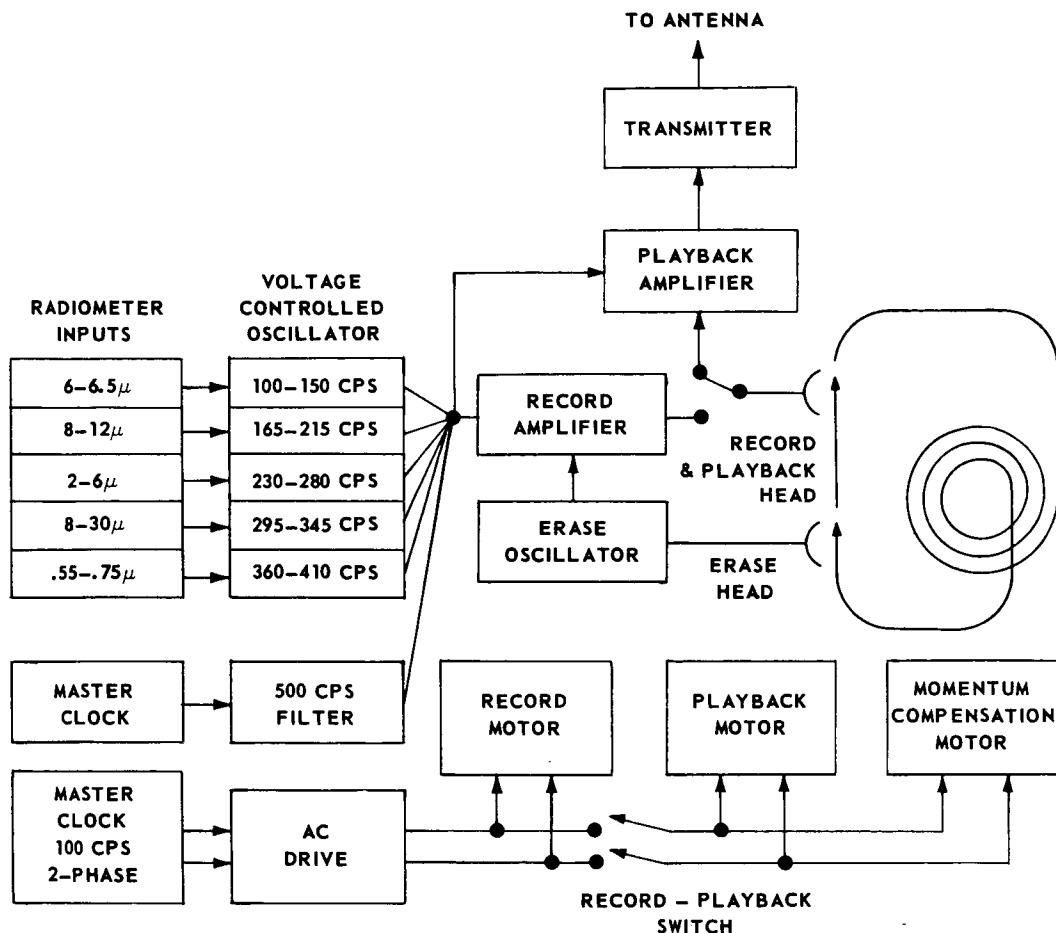 TO ANTENNA
TRANSMITTER
PLAYBACK
AMPLIFIER
RADIOMETER
INPUTS
VOLTAGE
CONTROLLED
OSCILLATOR
6–6.5μ
100–150 CPS
8–12μ
165–215 CPS
2–6μ
230–280 CPS
8–30μ
295–345 CPS
.55–.75μ
360–410 CPS
RECORD
AMPLIFIER
RECORD
& PLAYBACK
HEAD
ERASE
OSCILLATOR
ERASE
HEAD
MASTER
CLOCK
500 CPS
FILTER
RECORD
MOTOR
PLAYBACK
MOTOR
MOMENTUM
COMPENSATION
MOTOR
MASTER
CLOCK
100 CPS
2-PHASE
AC
DRIVE
RECORD – PLAYBACK
SWITCH